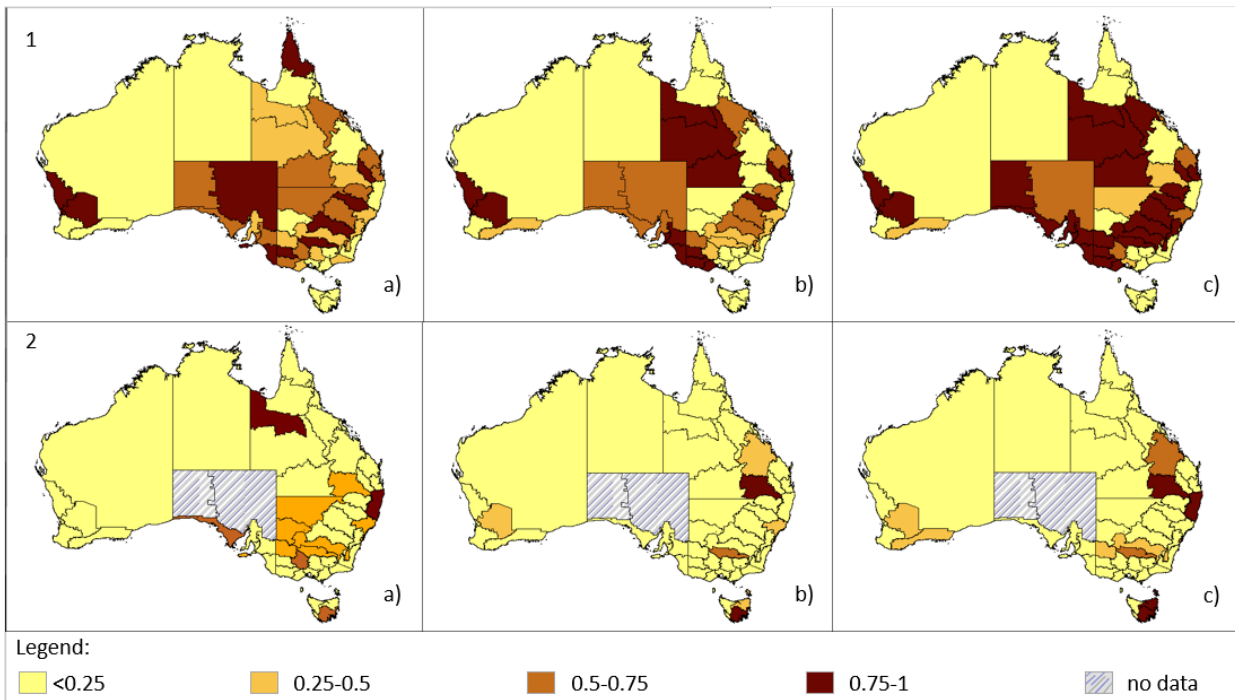 1
a)
b)
c)
2
a)
b)
c)
Legend:
<0.25
0.25-0.5
0.5-0.75
0.75-1
no data